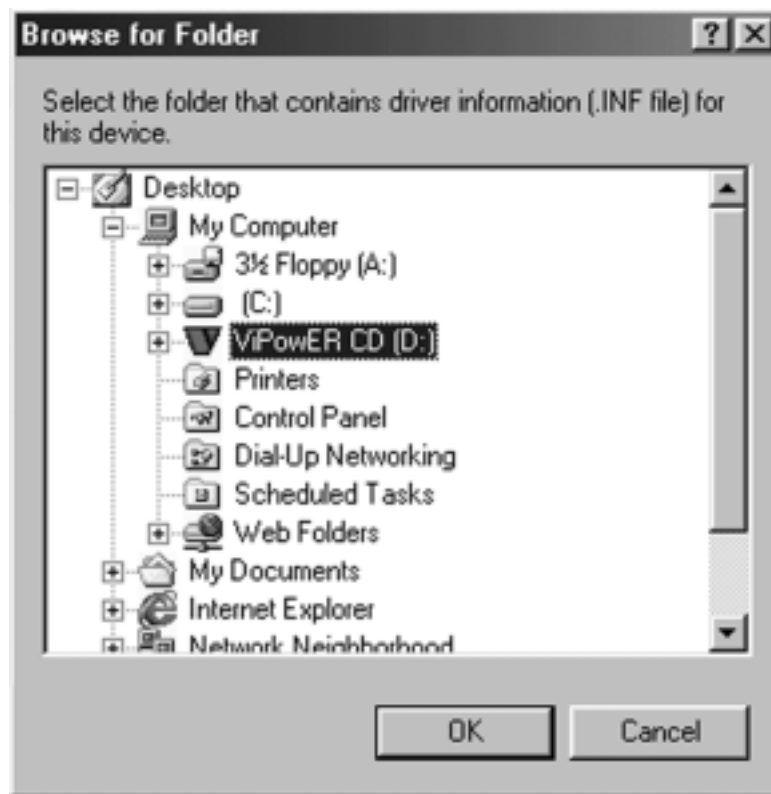 Browse for Folder
Select the folder that contains driver information (.INF file) for
this device.
Desktop
My Computer
3½ Floppy (A:)
(C:)
ViPowER CD (D:)
Printers
Control Panel
Dial-Up Networking
Scheduled Tasks
Web Folders
My Documents
Internet Explorer
Network Neighborhood
OK
Cancel